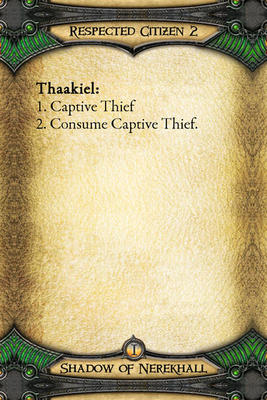 Respected Citizen 2
Thaakiel:
1. Captive Thief
2. Consume Captive Thief.
1
Shadow of Nerekhall